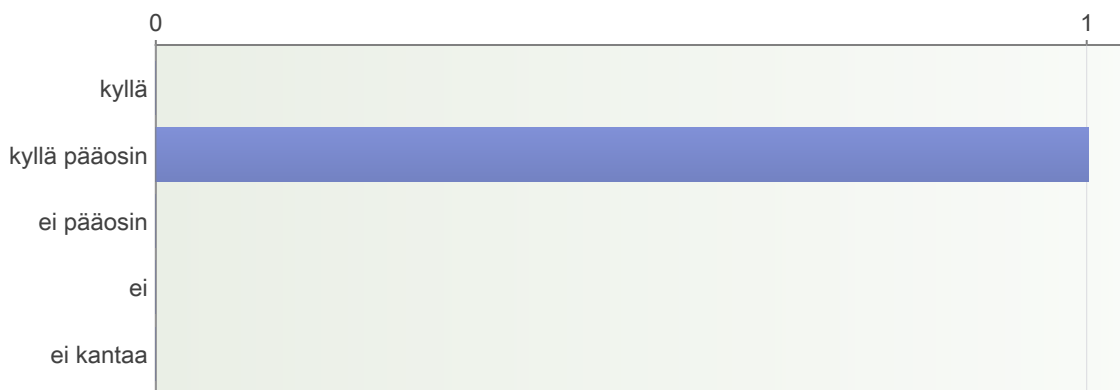 0 1
kyllä
kyllä pääosin
ei pääosin
ei
ei kantaa